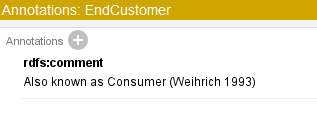 Annotations: EndCustomer
Annotations +
rdfs:comment
Also known as Consumer (Weihrich 1993)